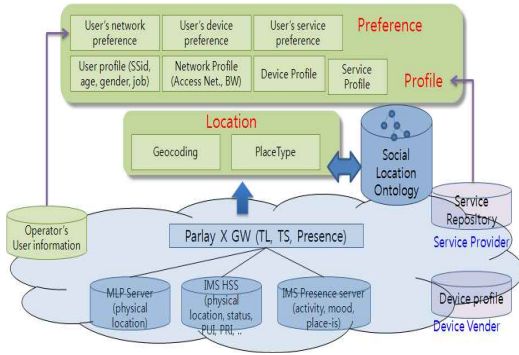 User's network
preference
User's device
preference
User's service
preference
Preference
User profile (SSid,
age, gender, job)
Network Profile
(Access Net., BW)
Device Profile
Service
Profile
Profile
Location
Geocoding
PlaceType
Social
Location
Ontology
Operator's
User information
Parlay X GW (TL, TS, Presence)
Service
Repository
Service Provider
MLP Server
(physical
location)
IMS HSS
(physical
location, status,
PUI, PRI, ..
IMS Presence server
(activity, mood,
place-is)
Device profile
Device Vender